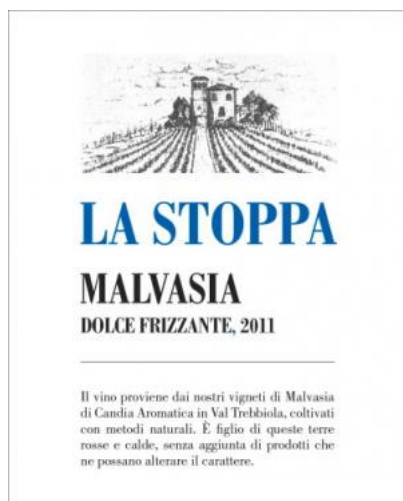 LA STOPPA
MALVASIA
DOLCE FRIZZANTE, 2011
Il vino proviene dai nostri vigneti di Malvasia
di Candia Aromatica in Val Trebbiola, coltivati
con metodi naturali. È figlio di queste terre
rosse e calde, senza aggiunta di prodotti che
ne possano alterare il carattere.